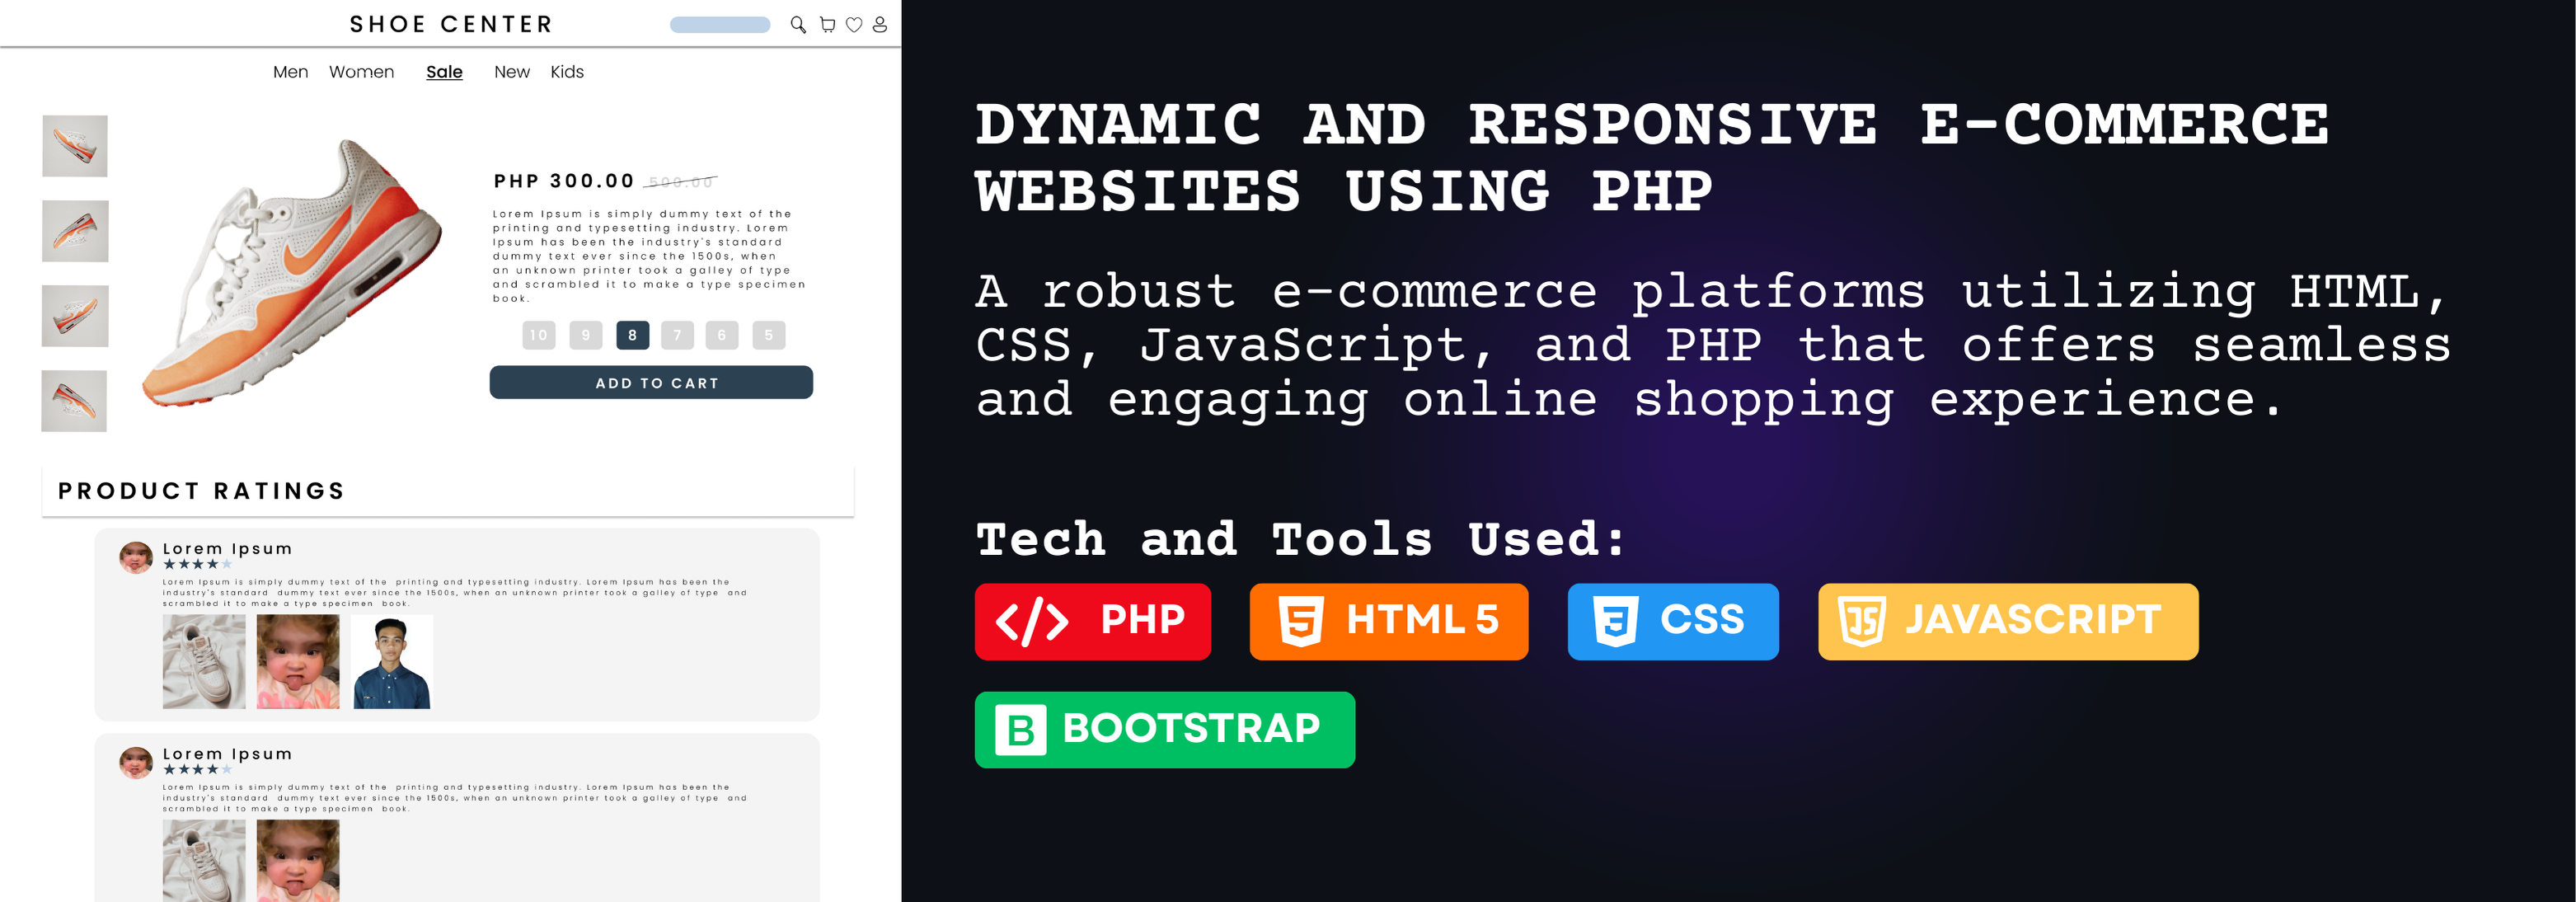 SHOE CENTER
Men Women Sale New Kids
PHP 300.00 500.00
Lorem Ipsum is simply dummy text of the
printing and typesetting industry. Lorem
Ipsum has been the industry's standard
dummy text ever since the 1500s, when
an unknown printer took a galley of type
and scrambled it to make a type specimen
book.
10 9 8 7 6 5
ADD TO CART
PRODUCT RATINGS
Lorem Ipsum
Lorem Ipsum is simply dummy text of the printing and typesetting industry. Lorem Ipsum has been the
industry's standard dummy text ever since the 1500s, when an unknown printer took a galley of type and
scrambled it to make a type specimen book.
Lorem Ipsum
Lorem Ipsum is simply dummy text of the printing and typesetting industry. Lorem Ipsum has been the
industry's standard dummy text ever since the 1500s, when an unknown printer took a galley of type and
scrambled it to make a type specimen book.
DYNAMIC AND RESPONSIVE E-COMMERCE
WEBSITES USING PHP
A robust e-commerce platforms utilizing HTML,
CSS, JavaScript, and PHP that offers seamless
and engaging online shopping experience.
Tech and Tools Used:
</> PHP
5 HTML 5
3 CSS
JS JAVASCRIPT
B BOOTSTRAP